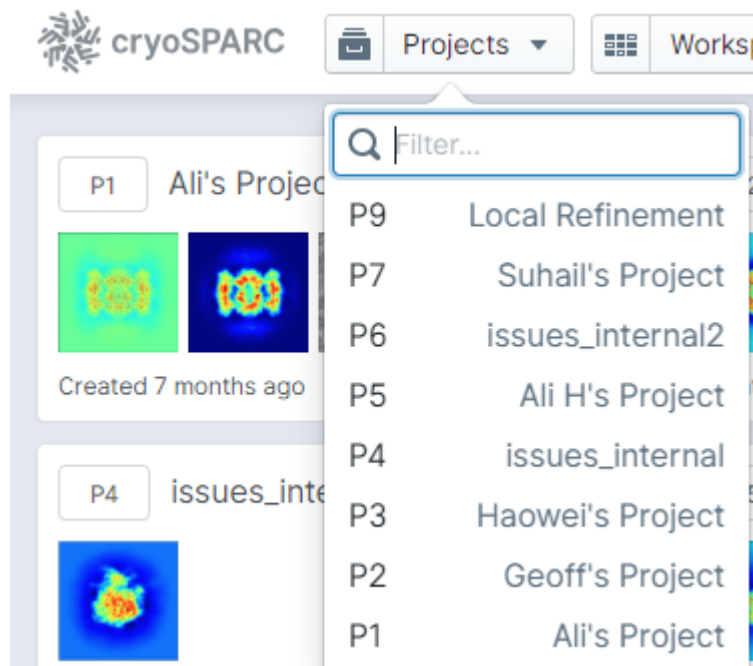 cryoSPARC
Projects
Works
Filter...
P1 Ali's Projec
P9 Local Refinement
P7 Suhail's Project
P6 issues_internal2
P5 Ali H's Project
P4 issues_internal
P3 Haowei's Project
P2 Geoff's Project
P1 Ali's Project
Created 7 months ago
P4 issues_inte